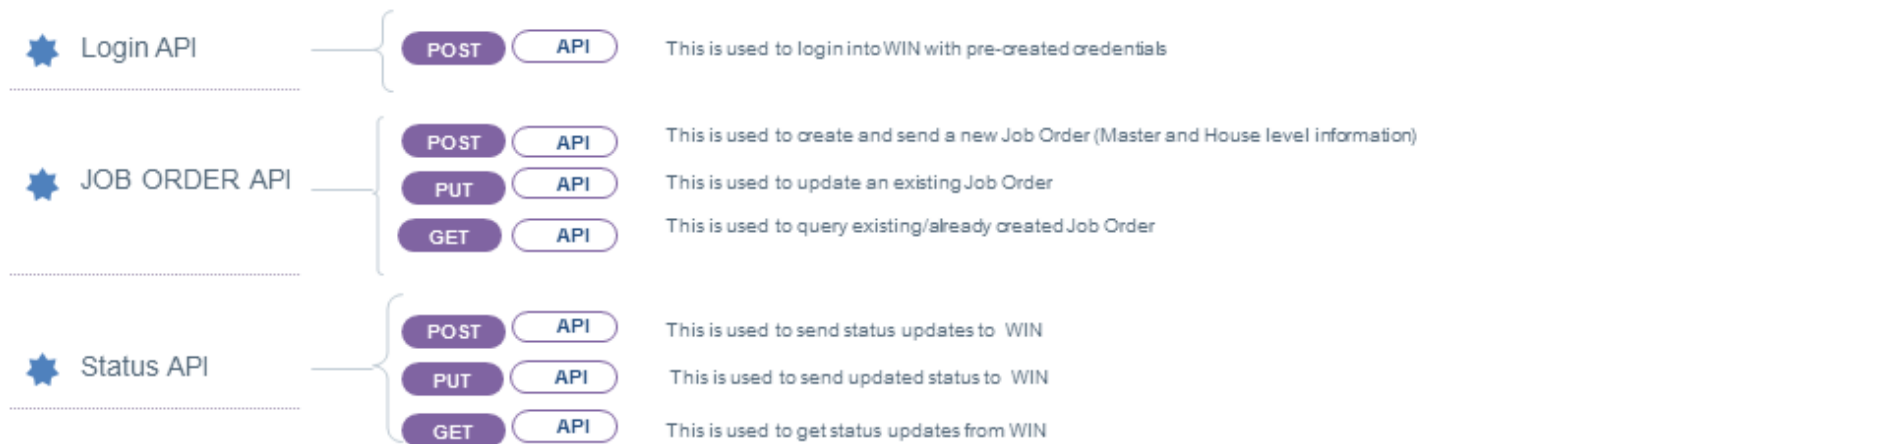 Login API
POST API This is used to login into WIN with pre-created credentials
POST API This is used to create and send a new Job Order (Master and House level information)
JOB ORDER API
PUT API This is used to update an existing Job Order
GET API This is used to query existing/already created Job Order
POST API This is used to send status updates to WIN
Status API
PUT API This is used to send updated status to WIN
GET API This is used to get status updates from WIN